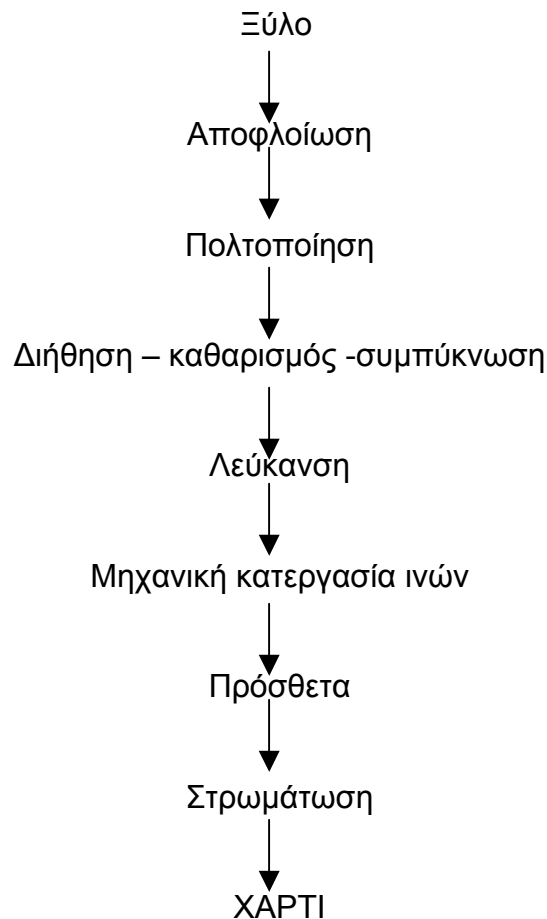 Ξύλο
Αποφλοίωση
Πολτοποίηση
Διήθηση – καθαρισμός -συμπύκνωση
Λεύκανση
Μηχανική κατεργασία ινών
Πρόσθετα
Στρωμάτωση
ΧΑΡΤΙ